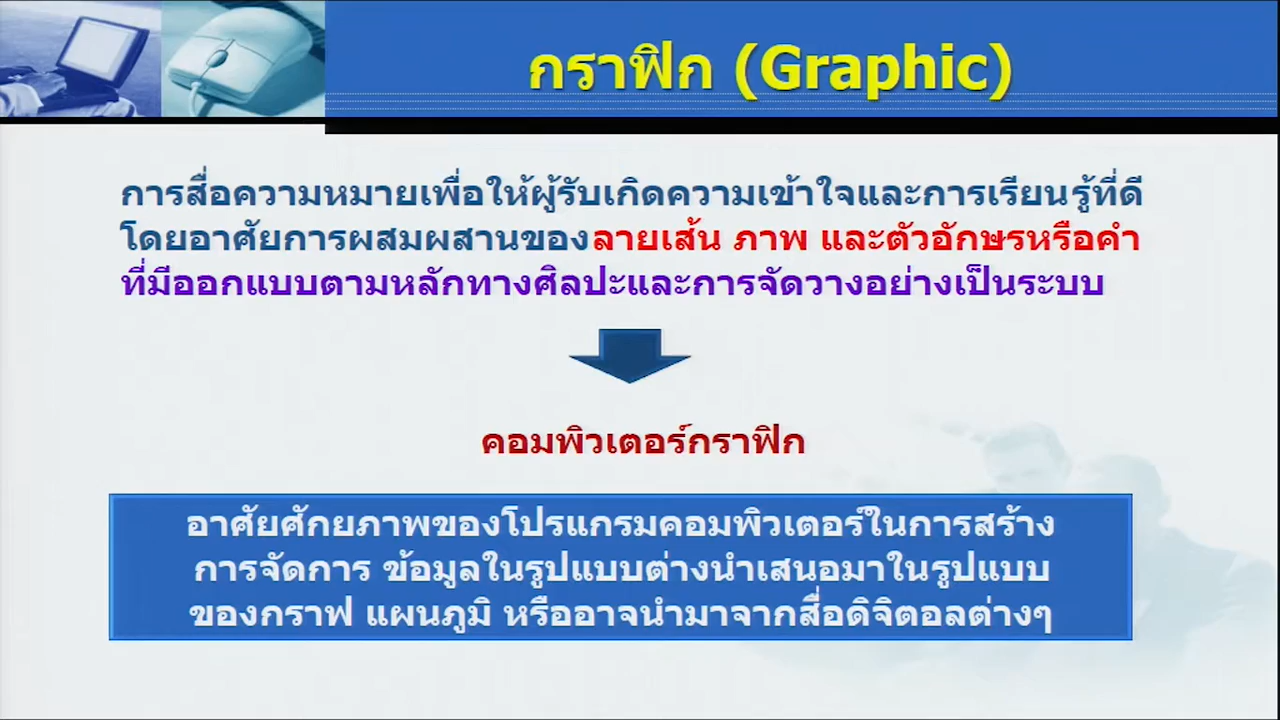 กราฟิก (Graphic)
การสื่อความหมายเพื่อให้ผู้รับเกิดความเข้าใจและการเรียนรู้ที่ดี
โดยอาศัยการผสมผสานของลายเส้น ภาพ และตัวอักษรหรือคำ
ที่มีออกแบบตามหลักทางศิลปะและการจัดวางอย่างเป็นระบบ
คอมพิวเตอร์กราฟิก
อาศัยศักยภาพของโปรแกรมคอมพิวเตอร์ในการสร้าง
การจัดการ ข้อมูลในรูปแบบต่างนำเสนอมาในรูปแบบ
ของกราฟ แผนภูมิ หรืออาจนำมาจากสื่อดิจิตอลต่างๆ